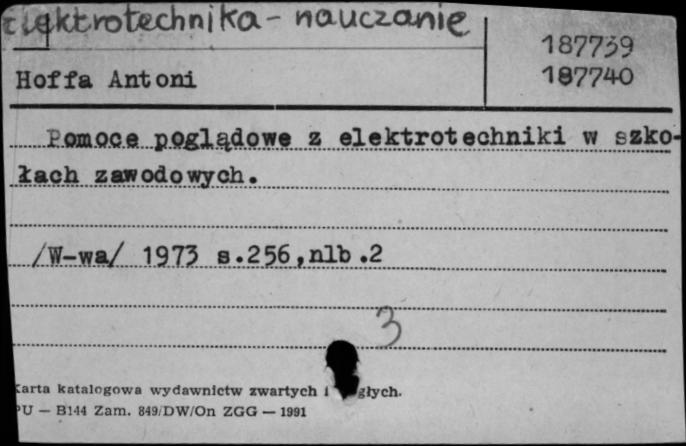 elektrotechnika - nauczanie
187739
187740
Hoffa Antoni
Pomoce poglądowe z elektrotechniki w szko-
łach zawodowych.
/W-wa/ 1973 s.256,nlb.2
3
Karta katalogowa wydawnictw zwartych i
PU — B144 Zam. 849/DW/On ZGG — 1991